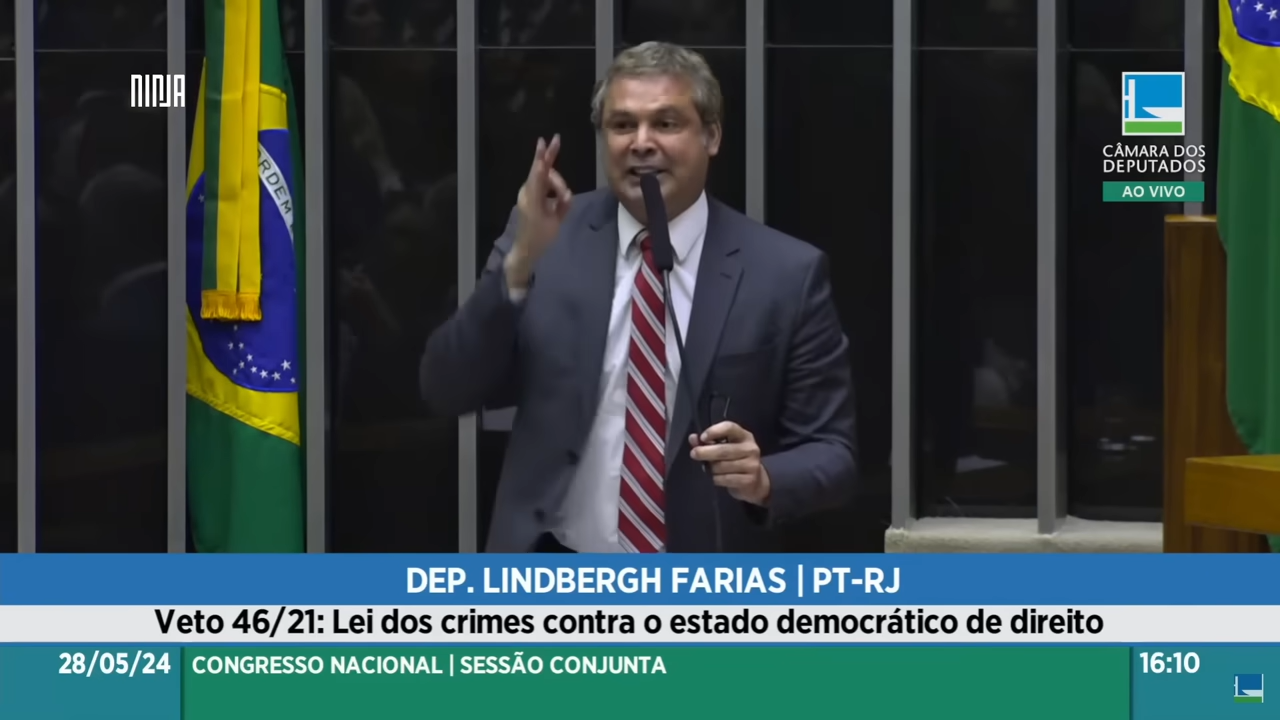 NINJA
ORDEM
CÂMARA DOS
DEPUTADOS
AO VIVO
DEP. LINDBERGH FARIAS | PT-RJ
Veto 46/21: Lei dos crimes contra o estado democrático de direito
28/05/24
CONGRESSO NACIONAL | SESSÃO CONJUNTA
16:10